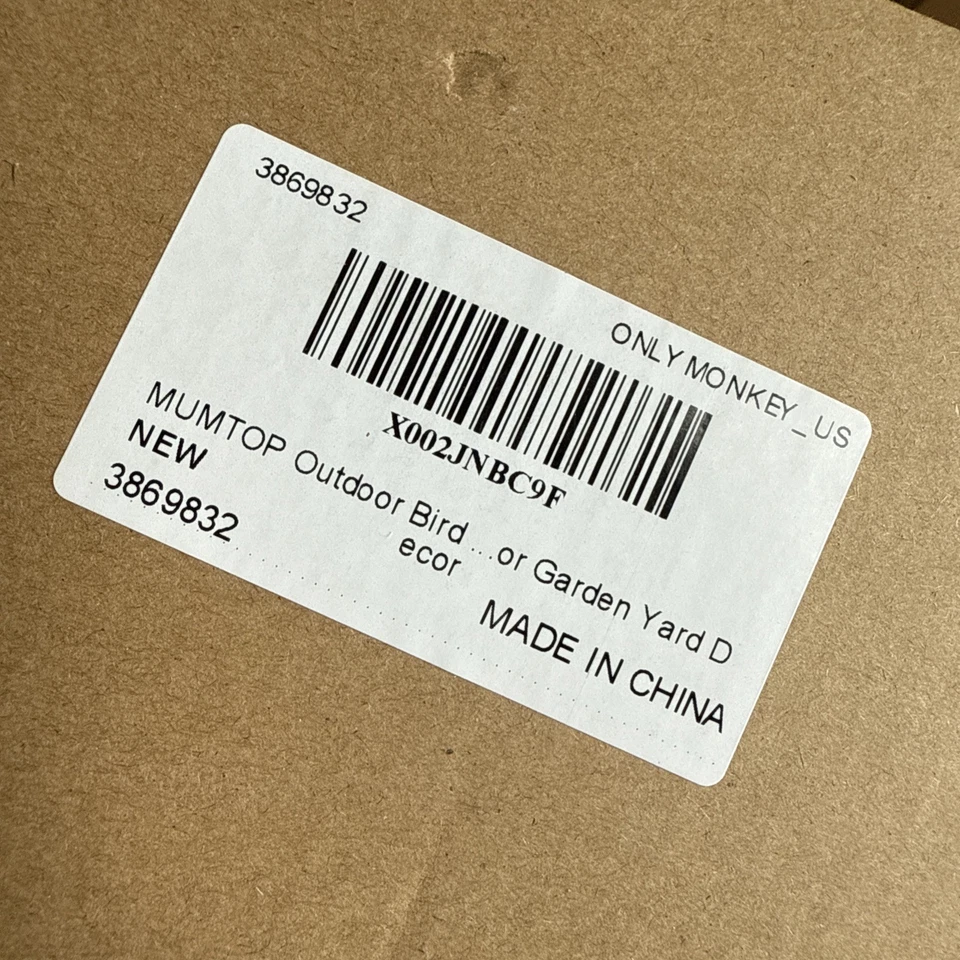 3869832
ONLY MONKEY_US
X002JNBC9F
MUMTOP Outdoor Bird ...or Garden Yard D
ecor
NEW
MADE IN CHINA
3869832